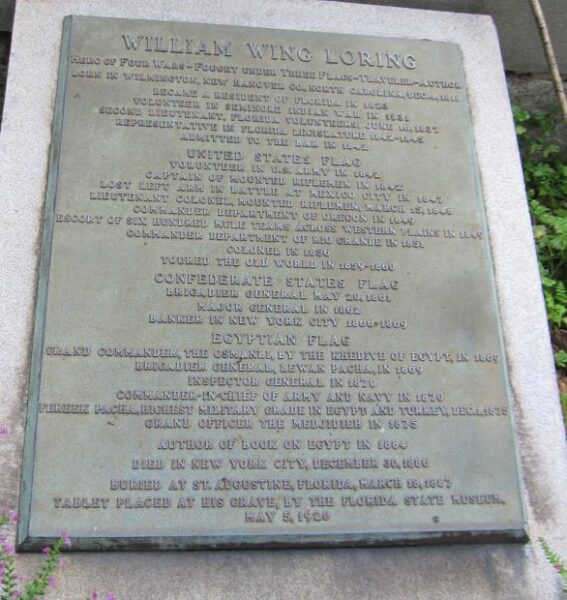 WILLIAM WING LORING
HERO OF FOUR WARS - FOUGHT UNDER THREE FLAGS - TRAVELER - AUTHOR
BORN IN WILMINGTON, NEW HANOVER CO., NORTH CAROLINA, DEC. 4, 1818
BECAME A RESIDENT OF FLORIDA IN 1823
VOLUNTEER IN SEMINOLE INDIAN WAR IN 1831
SECOND LIEUTENANT, FLORIDA VOLUNTEERS, JUNE 16, 1837
REPRESENTATIVE IN FLORIDA LEGISLATURE 1842-1845
ADMITTED TO THE BAR IN 1842
UNITED STATES FLAG
VOLUNTEER IN U.S. ARMY IN 1842
CAPTAIN OF MOUNTED RIFLEMEN IN 1842
LOST LEFT ARM IN BATTLE AT MEXICO CITY IN 1847
LIEUTENANT COLONEL, MOUNTED RIFLEMEN, MARCH 15, 1848
COMMANDER DEPARTMENT OF OREGON IN 1848
ESCORT OF SIX HUNDRED MULE TEAMS ACROSS WESTERN PLAINS IN 1849
COMMANDER DEPARTMENT OF RIO GRANDE IN 1851
COLONEL IN 1856
TOURED THE OLD WORLD IN 1859-1860
CONFEDERATE STATES FLAG
BRIGADIER GENERAL MAY 20, 1861
MAJOR GENERAL IN 1862
BANKER IN NEW YORK CITY 1866-1869
EGYPTIAN FLAG
GRAND COMMANDER, THE OSMANLI, BY THE KHEDIVE OF EGYPT, IN 1869
BRIGADIER GENERAL, LEWAN PACHA, IN 1869
INSPECTOR GENERAL IN 1870
COMMANDER-IN-CHIEF OF ARMY AND NAVY IN 1870
FEREEK PACHA, HIGHEST MILITARY GRADE IN EGYPT AND TURKEY, DEC. 1, 1875
GRAND OFFICER THE MEDJIDIEH IN 1875
AUTHOR OF BOOK ON EGYPT IN 1884
DIED IN NEW YORK CITY, DECEMBER 30, 1886
BURIED AT ST. AUGUSTINE, FLORIDA, MARCH 18, 1887
TABLET PLACED AT HIS GRAVE, BY THE FLORIDA STATE MUSEUM,
MAY 5, 1920